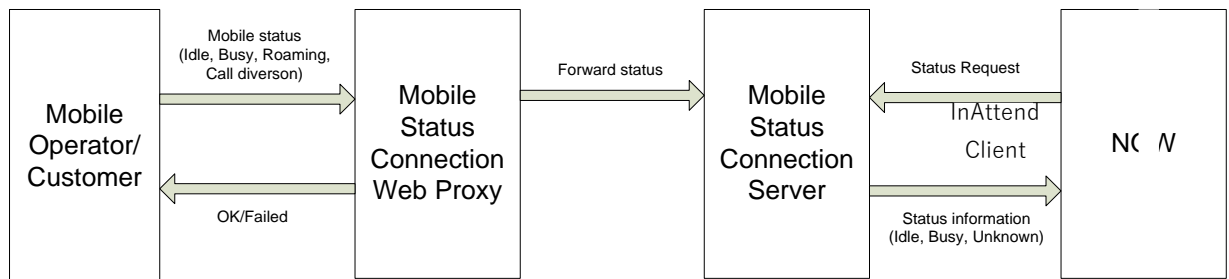 Mobile
Operator/
Customer
Mobile status
(Idle, Busy, Roaming,
Call diverson)
OK/Failed
Mobile
Status
Connection
Web Proxy
Forward status
Mobile
Status
Connection
Server
Status Request
InAttend
Client
Status information
(Idle, Busy, Unknown)